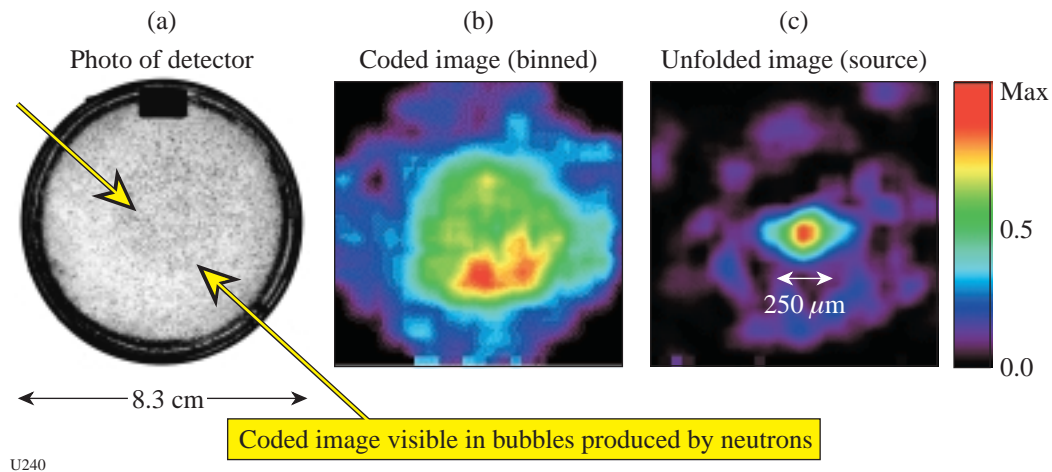 (a)
Photo of detector
(b)
Coded image (binned)
(c)
Unfolded image (source)
Max
0.5
0.0
250 μm
8.3 cm
Coded image visible in bubbles produced by neutrons
U240